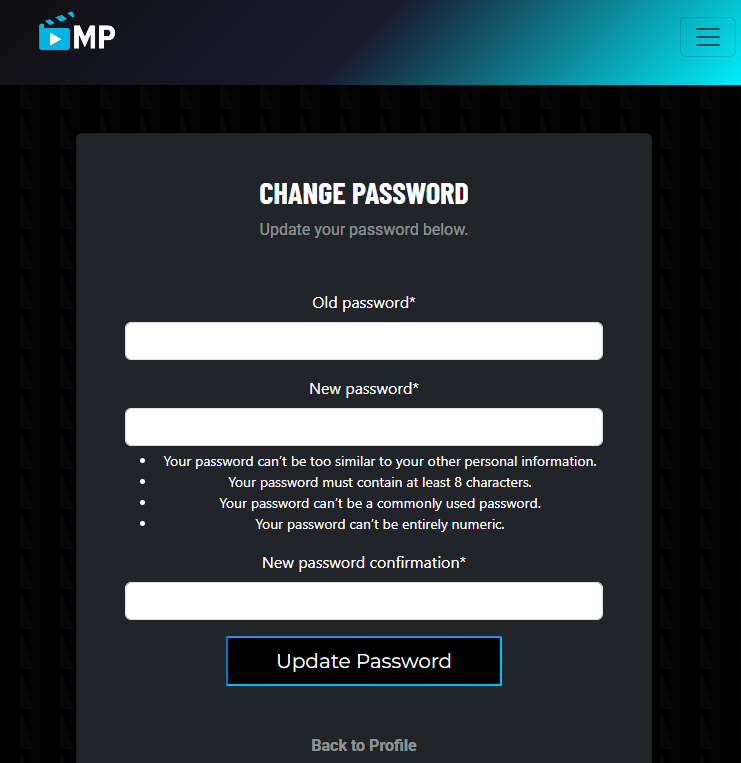 MP
CHANGE PASSWORD
Update your password below.
Old password*
New password*
• Your password can’t be too similar to your other personal information.
• Your password must contain at least 8 characters.
• Your password can’t be a commonly used password.
• Your password can’t be entirely numeric.
New password confirmation*
Update Password
Back to Profile